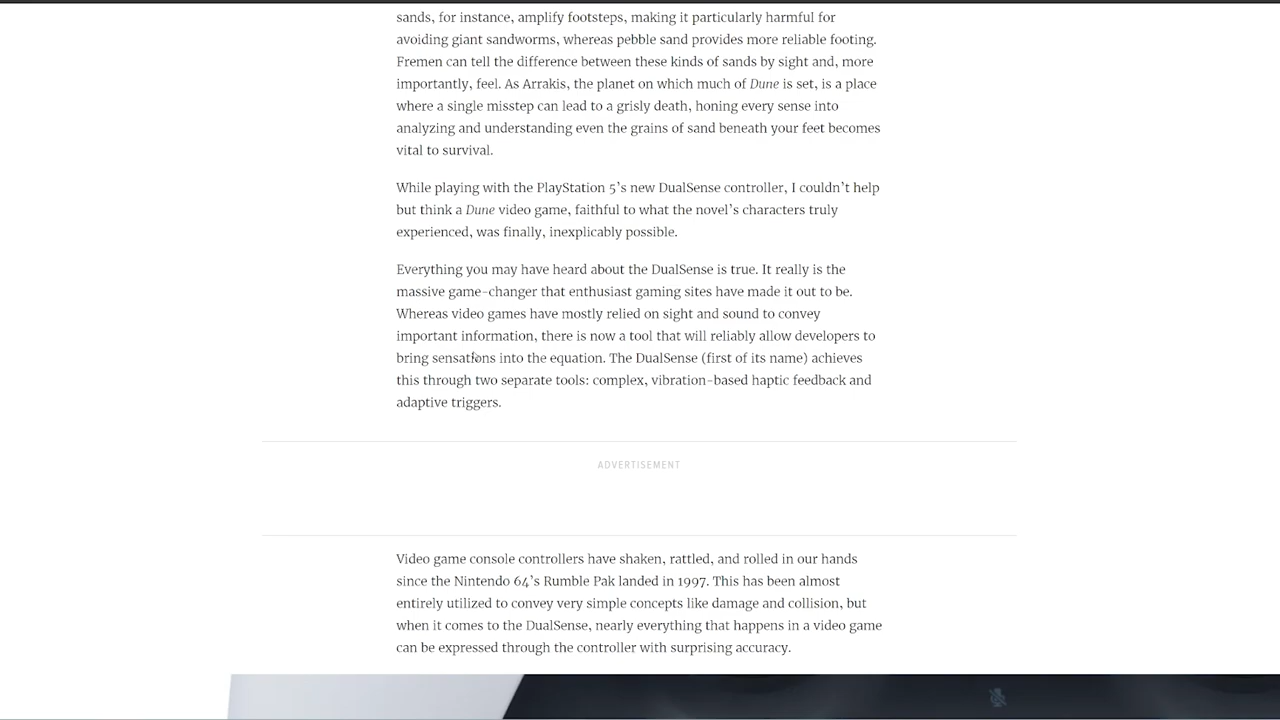 sands, for instance, amplify footsteps, making it particularly harmful for
avoiding giant sandworms, whereas pebble sand provides more reliable footing.
Fremen can tell the difference between these kinds of sands by sight and, more
importantly, feel. As Arrakis, the planet on which much of Dune is set, is a place
where a single misstep can lead to a grisly death, honing every sense into
analyzing and understanding even the grains of sand beneath your feet becomes
vital to survival.
While playing with the PlayStation 5’s new DualSense controller, I couldn’t help
but think a Dune video game, faithful to what the novel’s characters truly
experienced, was finally, inexplicably possible.
Everything you may have heard about the DualSense is true. It really is the
massive game-changer that enthusiast gaming sites have made it out to be.
Whereas video games have mostly relied on sight and sound to convey
important information, there is now a tool that will reliably allow developers to
bring sensations into the equation. The DualSense (first of its name) achieves
this through two separate tools: complex, vibration-based haptic feedback and
adaptive triggers.
ADVERTISEMENT
Video game console controllers have shaken, rattled, and rolled in our hands
since the Nintendo 64’s Rumble Pak landed in 1997. This has been almost
entirely utilized to convey very simple concepts like damage and collision, but
when it comes to the DualSense, nearly everything that happens in a video game
can be expressed through the controller with surprising accuracy.